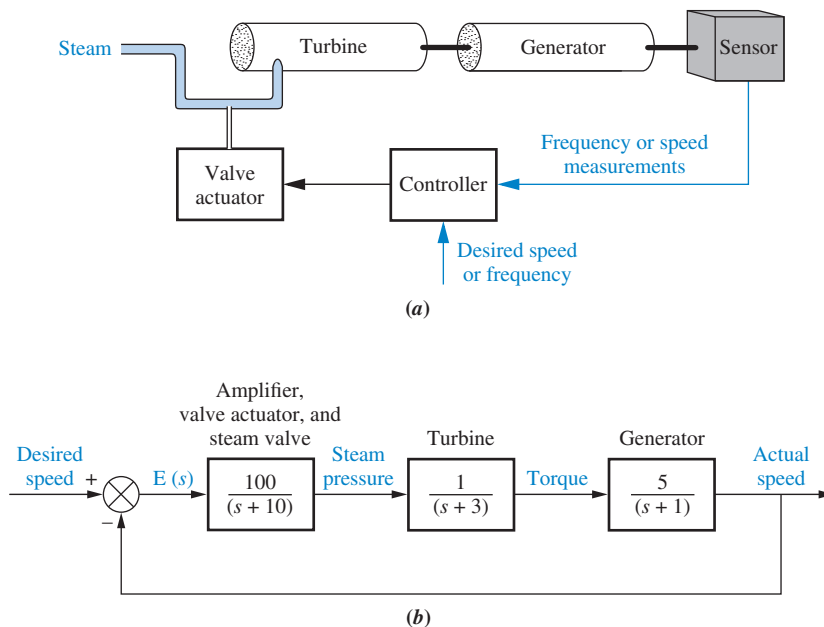 Steam
Turbine
Generator
Sensor
Valve
actuator
Controller
Frequency or speed
measurements
Desired speed
or frequency
(a)
Amplifier,
valve actuator, and
steam valve
Desired
speed
+
−
E (s)
100
(s + 10)
Steam
pressure
Turbine
1
(s + 3)
Torque
Generator
5
(s + 1)
Actual
speed
(b)